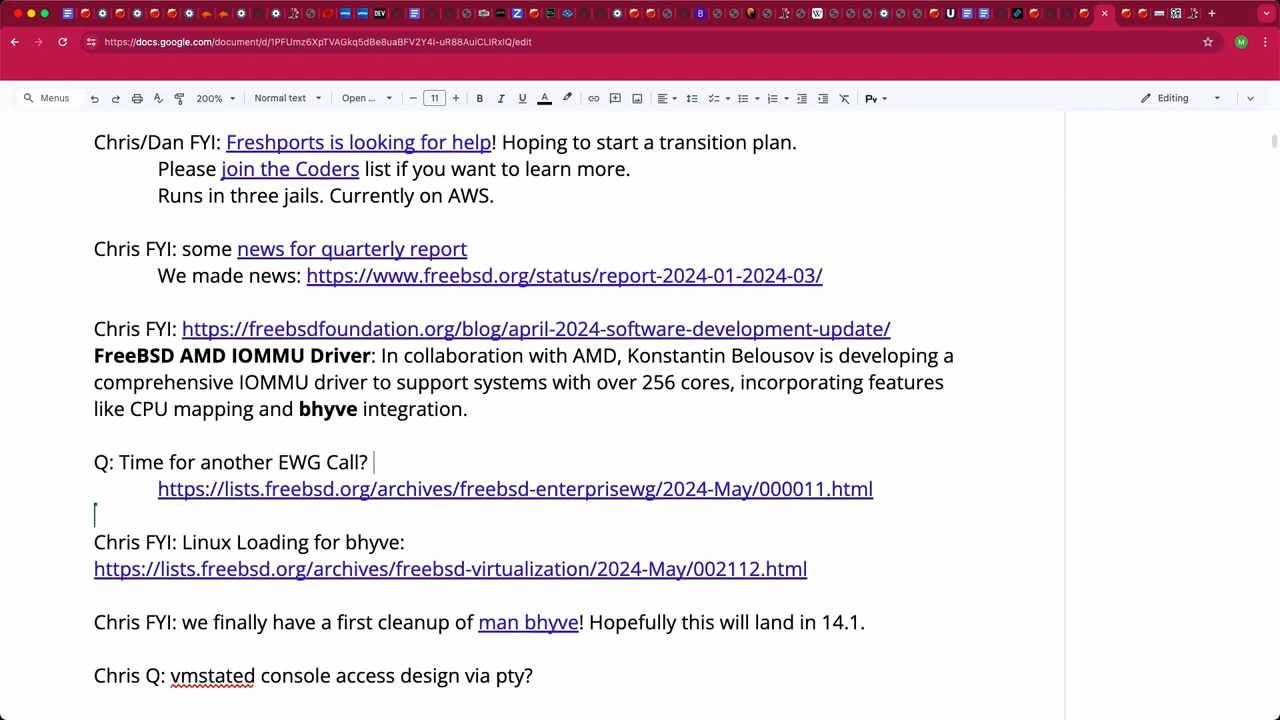 https://docs.google.com/document/d/1PFUmz6XpTVAGkq5dBe8uaBFV2Y4i-uR88AuiCLIRxlQ/edit
Menus 200% Normal text Open ... 11 Editing
Chris/Dan FYI: Freshports is looking for help! Hoping to start a transition plan.
Please join the Coders list if you want to learn more.
Runs in three jails. Currently on AWS.
Chris FYI: some news for quarterly report
We made news: https://www.freebsd.org/status/report-2024-01-2024-03/
Chris FYI: https://freebsdfoundation.org/blog/april-2024-software-development-update/
FreeBSD AMD IOMMU Driver: In collaboration with AMD, Konstantin Belousov is developing a
comprehensive IOMMU driver to support systems with over 256 cores, incorporating features
like CPU mapping and bhyve integration.
Q: Time for another EWG Call?
https://lists.freebsd.org/archives/freebsd-enterprisewg/2024-May/000011.html
Chris FYI: Linux Loading for bhyve:
https://lists.freebsd.org/archives/freebsd-virtualization/2024-May/002112.html
Chris FYI: we finally have a first cleanup of man bhyve! Hopefully this will land in 14.1.
Chris Q: vmstated console access design via pty?